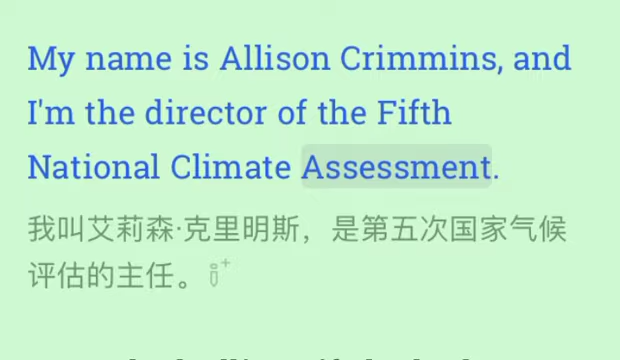 My name is Allison Crimmins, and
I'm the director of the Fifth
National Climate Assessment.
我叫艾莉森·克里明斯，是第五次国家气候
评估的主任。